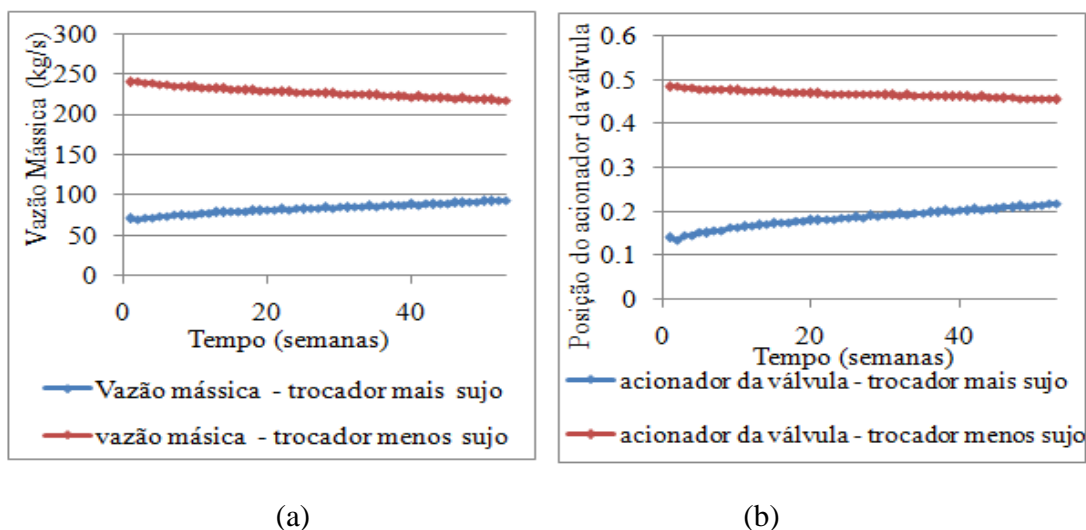 Vazão Mássica (kg/s)
300
250
200
150
100
50
0
0 20 40
Tempo (semanas)
Vazão mássica - trocador mais sujo
vazão másica - trocador menos sujo
(a)
Posição do acionador da válvula
0.6
0.5
0.4
0.3
0.2
0.1
0
0 20 40
Tempo (semanas)
acionador da válvula - trocador mais sujo
acionador da válvula - trocador menos sujo
(b)